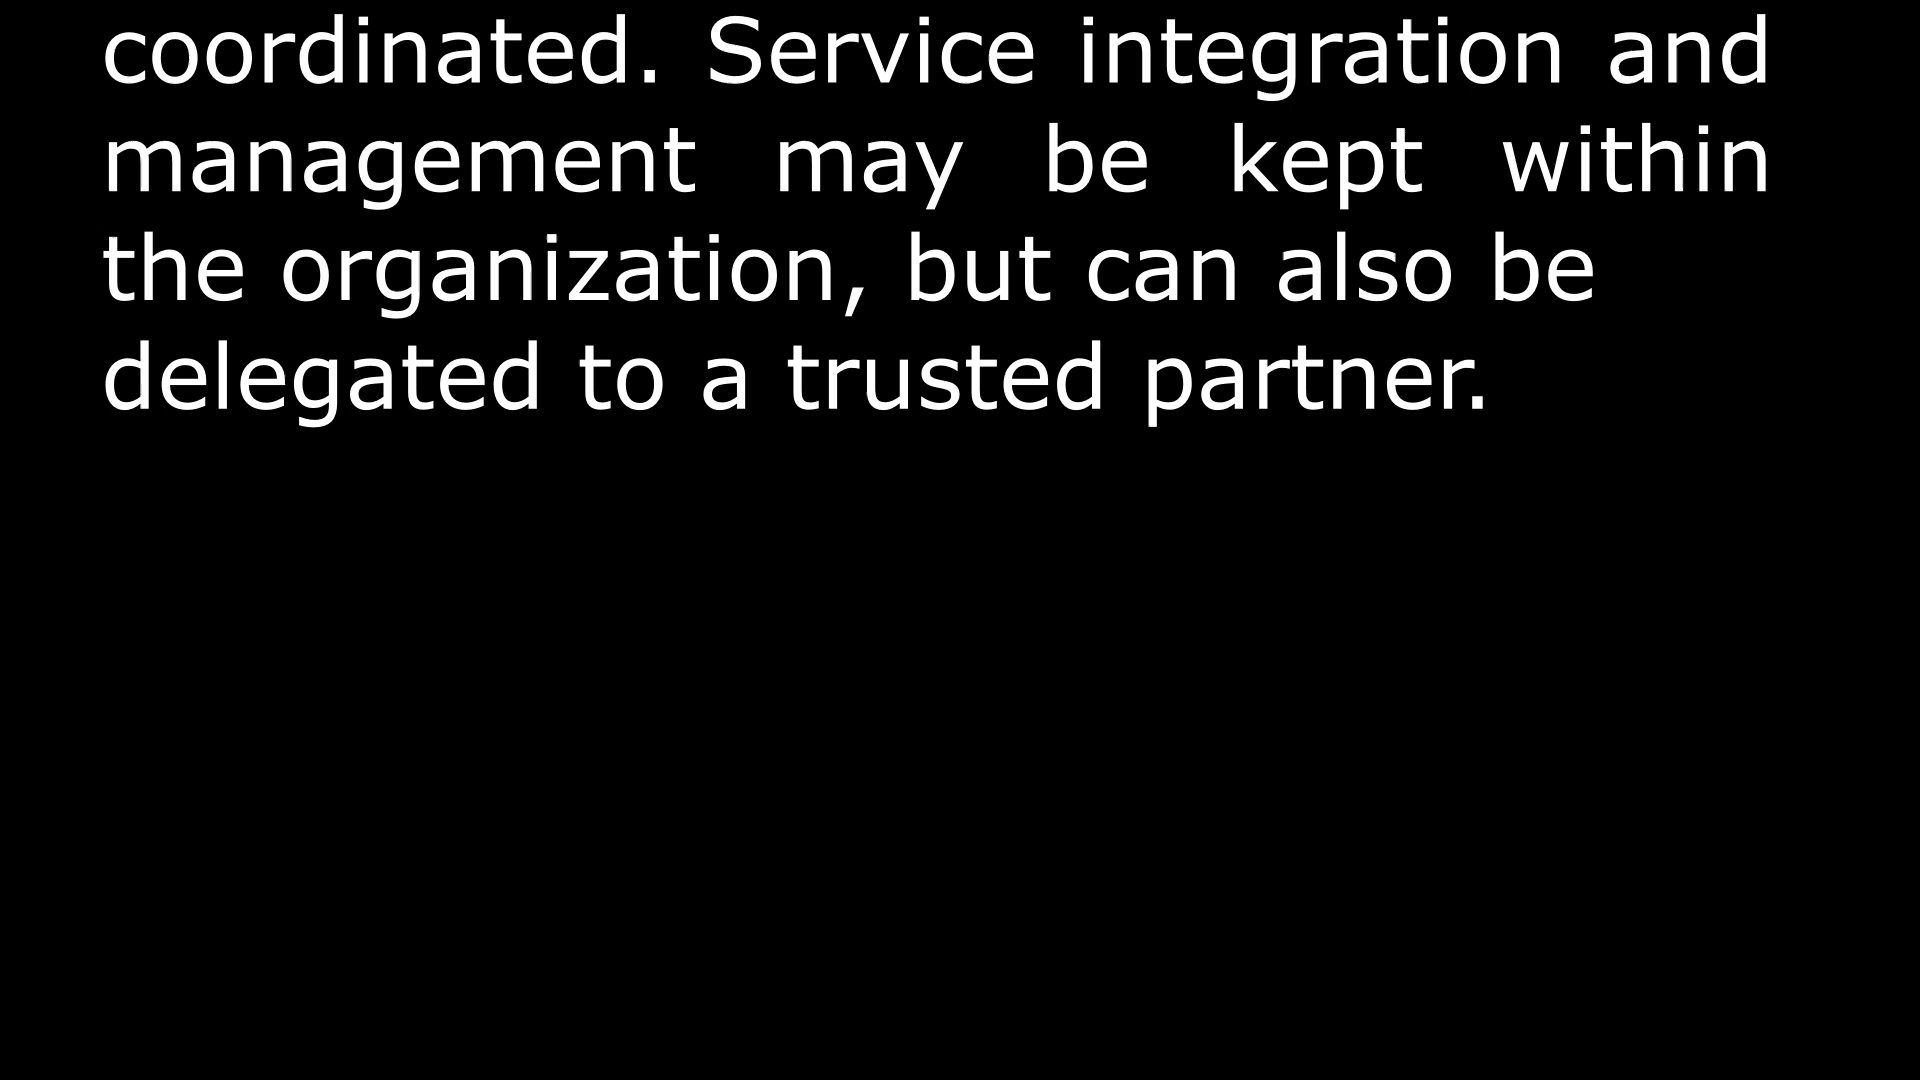 coordinated. Service integration and
management may be kept within
the organization, but can also be
delegated to a trusted partner.